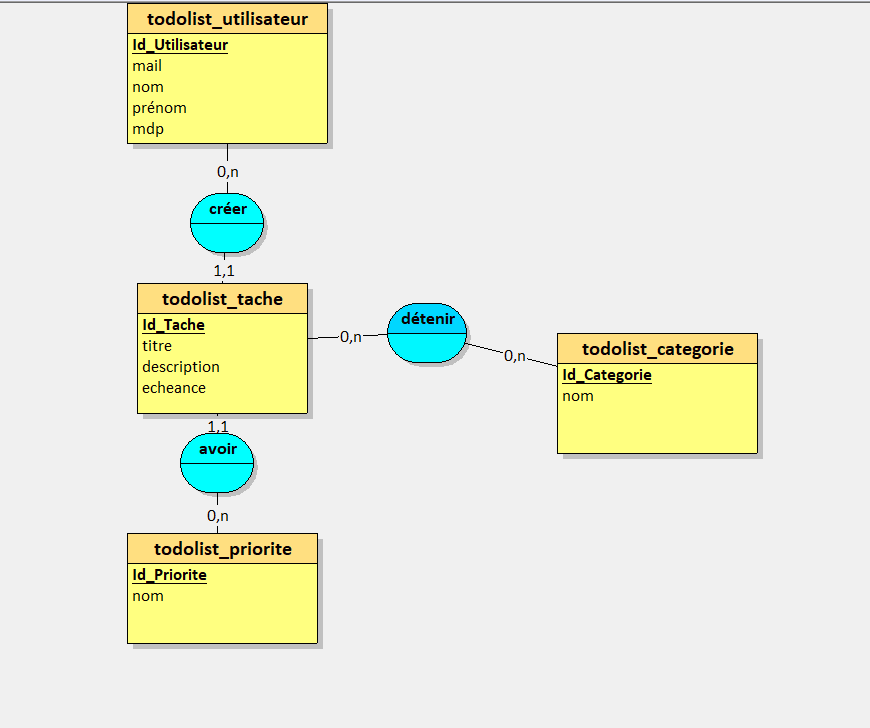 todolist_utilisateur
Id_Utilisateur
mail
nom
prénom
mdp
0,n
créer
1,1
todolist_tache
Id_Tache
titre
description
echeance
0,n
détenir
0,n
todolist_categorie
Id_Categorie
nom
1,1
avoir
0,n
todolist_priorite
Id_Priorite
nom